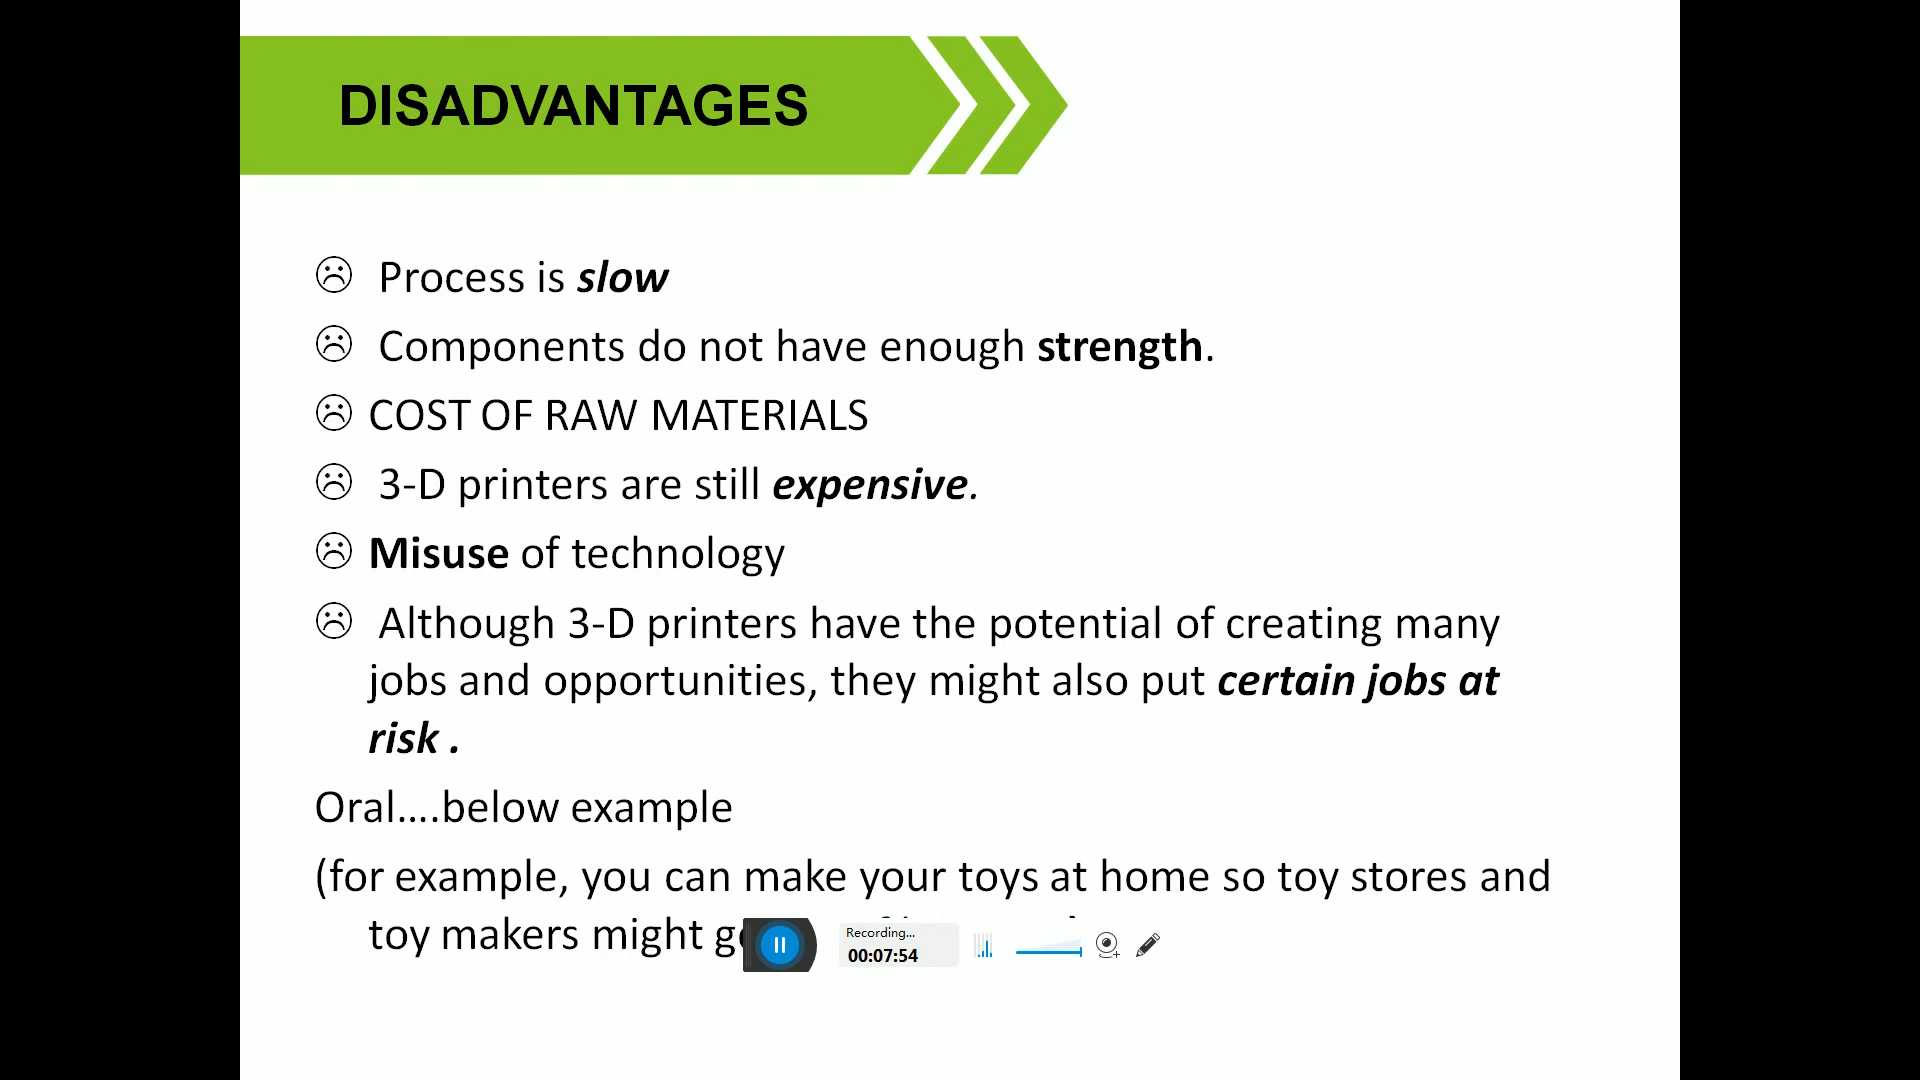 DISADVANTAGES
☹ Process is slow
☹ Components do not have enough strength.
☹ COST OF RAW MATERIALS
☹ 3-D printers are still expensive.
☹ Misuse of technology
☹ Although 3-D printers have the potential of creating many
jobs and opportunities, they might also put certain jobs at
risk .
Oral....below example
(for example, you can make your toys at home so toy stores and
toy makers might
Recording...
00:07:54